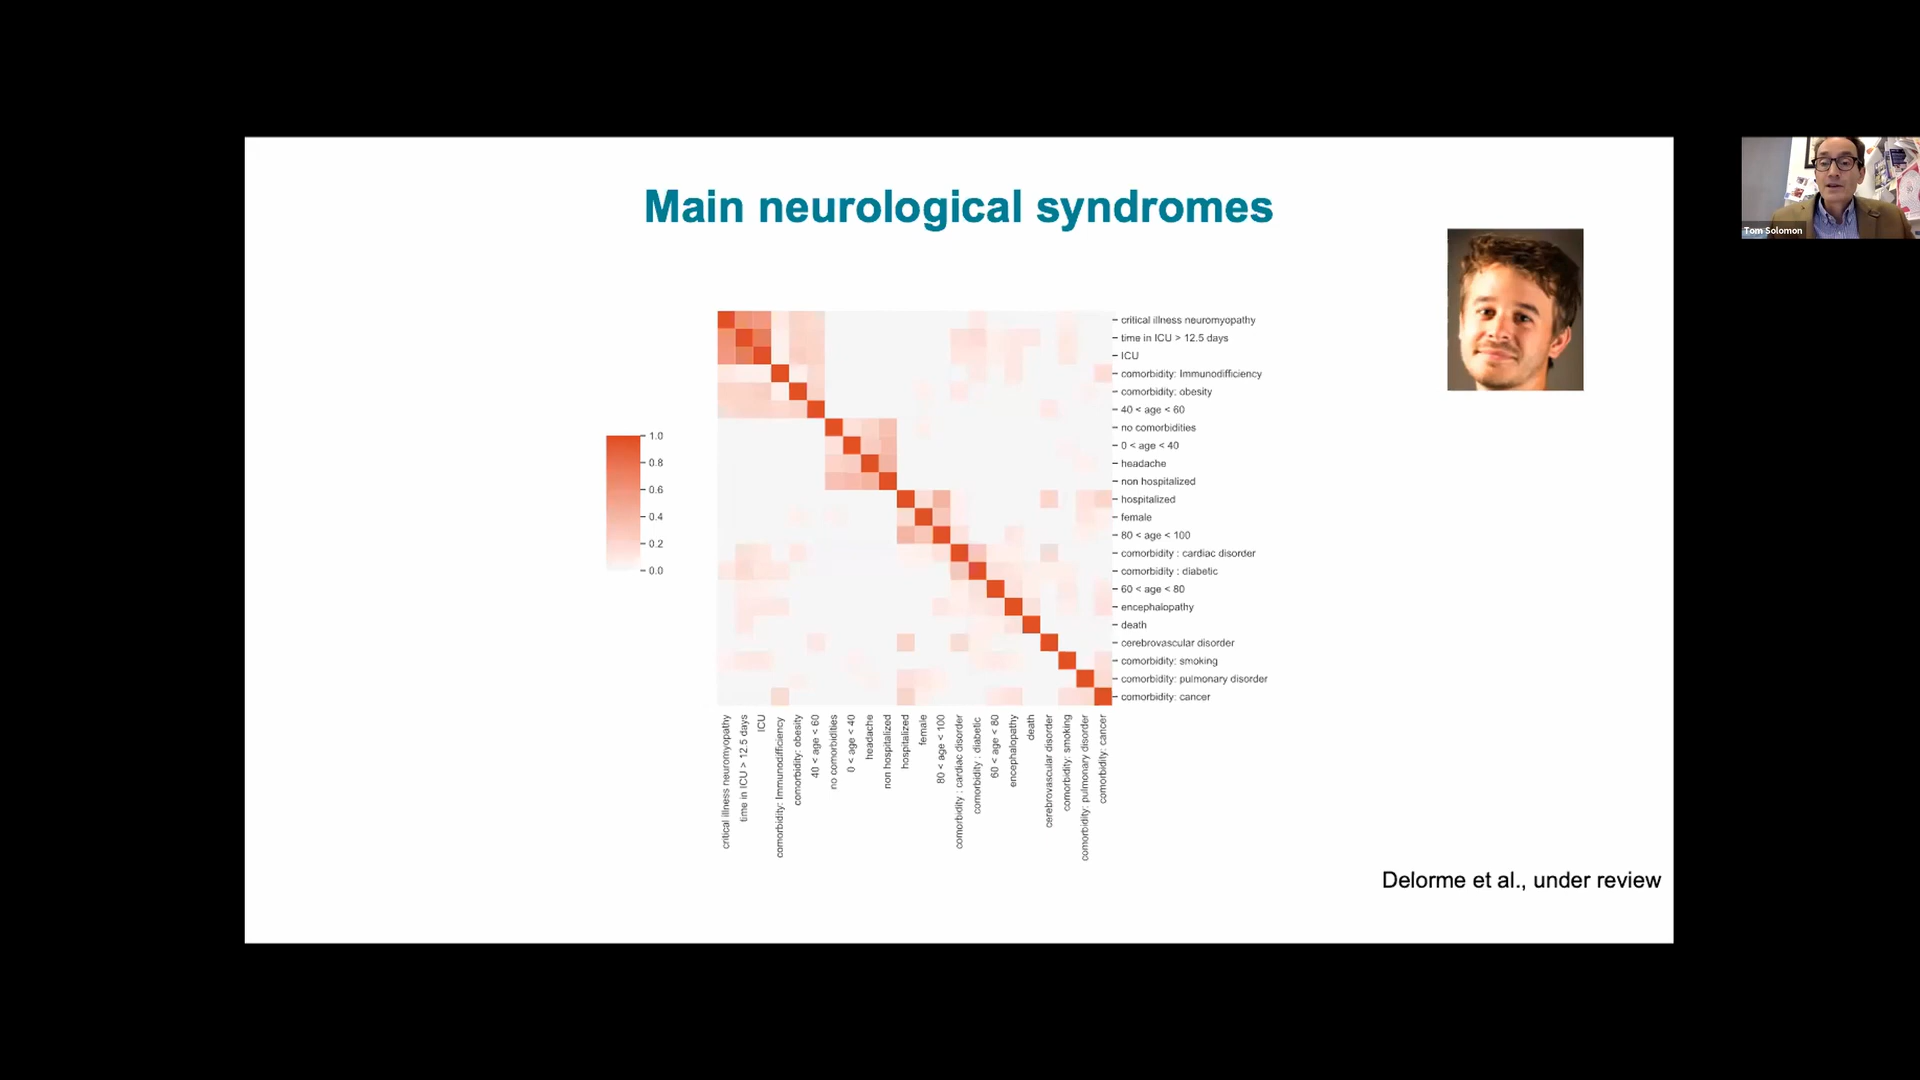 Main neurological syndromes
Tom Solomon
critical illness neuromyopathy
time in ICU > 12.5 days
ICU
comorbidity: Immunodifficiency
comorbidity: obesity
40 < age < 60
no comorbidities
0 < age < 40
headache
non hospitalized
hospitalized
female
80 < age < 100
comorbidity : cardiac disorder
comorbidity : diabetic
60 < age < 80
encephalopathy
death
cerebrovascular disorder
comorbidity: smoking
comorbidity: pulmonary disorder
comorbidity: cancer
1.0
0.8
0.6
0.4
0.2
0.0
critical illness neuromyopathy
time in ICU > 12.5 days
ICU
comorbidity: Immunodifficiency
comorbidity: obesity
40 < age < 60
no comorbidities
0 < age < 40
headache
non hospitalized
hospitalized
female
80 < age < 100
comorbidity : cardiac disorder
comorbidity : diabetic
60 < age < 80
encephalopathy
death
cerebrovascular disorder
comorbidity: smoking
comorbidity: pulmonary disorder
comorbidity: cancer
Delorme et al., under review